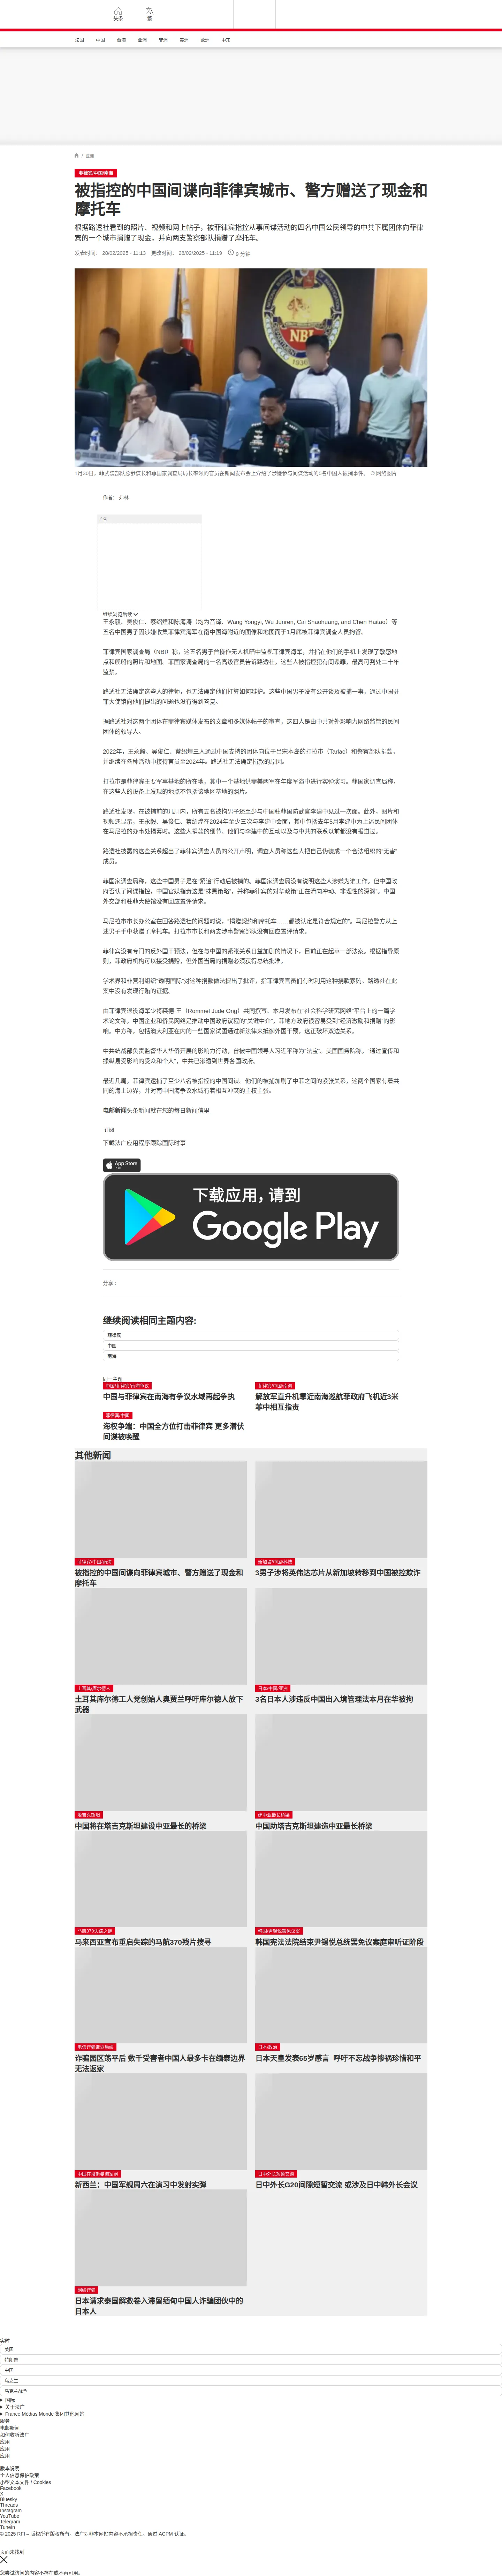 头条
繁
法国
中国
台海
亚洲
非洲
美洲
欧洲
中东
亚洲
菲律宾/中国/南海
被指控的中国间谍向菲律宾城市、警方赠送了现金和
摩托车
根据路透社看到的照片、视频和网上帖子，被菲律宾指控从事间谍活动的四名中国公民领导的中共下属团体向菲律
宾的一个城市捐赠了现金，并向两支警察部队捐赠了摩托车。
发表时间： 28/02/2025 - 11:13 更改时间： 28/02/2025 - 11:19 9 分钟
NBI
1月30日，菲武装部队总参谋长和菲国家调查局局长率领的官员在新闻发布会上介绍了涉嫌参与间谍活动的5名中国人被捕事件。 © 网络图片
作者： 弗林
广告
继续浏览后续
王永毅、吴俊仁、蔡绍煌和陈海涛（均为音译、Wang Yongyi, Wu Junren, Cai Shaohuang, and Chen Haitao）等
五名中国男子因涉嫌收集菲律宾海军在南中国海附近的图像和地图而于1月底被菲律宾调查人员拘留。
菲律宾国家调查局（NBI）称，这五名男子曾操作无人机暗中监视菲律宾海军，并指在他们的手机上发现了敏感地
点和舰船的照片和地图。菲国家调查局的一名高级官员告诉路透社，这些人被指控犯有间谍罪，最高可判处二十年
监禁。
路透社无法确定这些人的律师，也无法确定他们打算如何辩护。这些中国男子没有公开谈及被捕一事，通过中国驻
菲大使馆向他们提出的问题也没有得到答复。
据路透社对这两个团体在菲律宾媒体发布的文章和多媒体帖子的审查，这四人是由中共对外影响力网络监管的民间
团体的领导人。
2022年，王永毅、吴俊仁、蔡绍煌三人通过中国支持的团体向位于吕宋本岛的打拉市（Tarlac）和警察部队捐款，
并继续在各种活动中接待官员至2024年。路透社无法确定捐款的原因。
打拉市是菲律宾主要军事基地的所在地，其中一个基地供菲美两军在年度军演中进行实弹演习。菲国家调查局称，
在这些人的设备上发现的地点不包括该地区基地的照片。
路透社发现，在被捕前的几周内，所有五名被拘男子还至少与中国驻菲国防武官李建中见过一次面。此外，图片和
视频还显示，王永毅、吴俊仁、蔡绍煌在2024年至少三次与李建中会面，其中包括去年5月李建中为上述民间团体
在马尼拉的办事处揭幕时。这些人捐款的细节、他们与李建中的互动以及与中共的联系以前都没有报道过。
路透社披露的这些关系超出了菲律宾调查人员的公开声明，调查人员称这些人把自己伪装成一个合法组织的“无害”
成员。
菲国家调查局称，这些中国男子是在“紧迫”行动后被捕的。菲国家调查局没有说明这些人涉嫌为谁工作。但中国政
府否认了间谍指控，中国官媒指责这是“抹黑策略”，并称菲律宾的对华政策“正在滑向冲动、非理性的深渊”。中国
外交部和驻菲大使馆没有回应置评请求。
马尼拉市市长办公室在回答路透社的问题时说，“捐赠契约和摩托车……都被认定是符合规定的”。马尼拉警方从上
述男子手中获赠了摩托车。打拉市市长和两支涉事警察部队没有回应置评请求。
菲律宾没有专门的反外国干预法，但在与中国的紧张关系日益加剧的情况下，目前正在起草一部法案。根据指导原
则，菲政府机构可以接受捐赠，但外国当局的捐赠必须获得总统批准。
学术界和非营利组织“透明国际”对这种捐款做法提出了批评，指菲律宾官员们有时利用这种捐款索贿。路透社在此
案中没有发现行贿的证据。
由菲律宾退役海军少将裘德·王（Rommel Jude Ong）共同撰写、本月发布在“社会科学研究网络”平台上的一篇学
术论文称，中国企业和侨民网络是推动中国政府议程的“关键中介”，菲地方政府很容易受到“经济激励和捐赠”的影
响。中方称，包括澳大利亚在内的一些国家试图通过新法律来抵御外国干预，这正破坏双边关系。
中共统战部负责监督华人华侨开展的影响力行动，曾被中国领导人习近平称为“法宝”。美国国务院称，“通过宣传和
操纵易受影响的受众和个人”，中共已渗透到世界各国政府。
最近几周，菲律宾逮捕了至少八名被指控的中国间谍。他们的被捕加剧了中菲之间的紧张关系，这两个国家有着共
同的海上边界，并对南中国海争议水域有着相互冲突的主权主张。
电邮新闻头条新闻就在您的每日新闻信里
订阅
下载法广应用程序跟踪国际时事
App Store
下载
下载应用，请到
Google Play
分享 :
继续阅读相同主题内容:
菲律宾
中国
南海
同一主题
中国/菲律宾/南海争议
中国与菲律宾在南海有争议水域再起争执
菲律宾/中国/南海
解放军直升机靠近南海巡航菲政府飞机近3米
菲中相互指责
菲律宾/中国
海权争端：中国全方位打击菲律宾 更多潜伏
间谍被唤醒
其他新闻
菲律宾/中国/南海
被指控的中国间谍向菲律宾城市、警方赠送了现金和
摩托车
新加坡/中国/科技
3男子涉将英伟达芯片从新加坡转移到中国被控欺诈
土耳其/库尔德人
土耳其库尔德工人党创始人奥贾兰呼吁库尔德人放下
武器
日本/中国/亚洲
3名日本人涉违反中国出入境管理法本月在华被拘
塔吉克斯坦
中国将在塔吉克斯坦建设中亚最长的桥梁
建中亚最长桥梁
中国助塔吉克斯坦建造中亚最长桥梁
马航370失踪之谜
马来西亚宣布重启失踪的马航370残片搜寻
韩国/尹锡悦罢免议案
韩国宪法法院结束尹锡悦总统罢免议案庭审听证阶段
电信诈骗遣返后续
诈骗园区荡平后 数千受害者中国人最多卡在缅泰边界
无法返家
日本/政治
日本天皇发表65岁感言 呼吁不忘战争惨祸珍惜和平
中国在塔斯曼海军演
新西兰：中国军舰周六在演习中发射实弹
日中外长短暂交谈
日中外长G20间隙短暂交流 或涉及日中韩外长会议
网络诈骗
日本请求泰国解救卷入滞留缅甸中国人诈骗团伙中的
日本人
实时
美国
特朗普
中国
乌克兰
乌克兰战争
国际
关于法广
France Médias Monde 集团其他网站
服务
电邮新闻
如何收听法广
应用
应用
应用
版本说明
个人信息保护政策
小型文本文件 / Cookies
Facebook
X
Bluesky
Threads
Instagram
YouTube
Telegram
TuneIn
© 2025 RFI – 版权所有版权所有。法广对非本网站内容不承担责任。通过 ACPM 认证。
页面未找到
您尝试访问的内容不存在或不再可用。